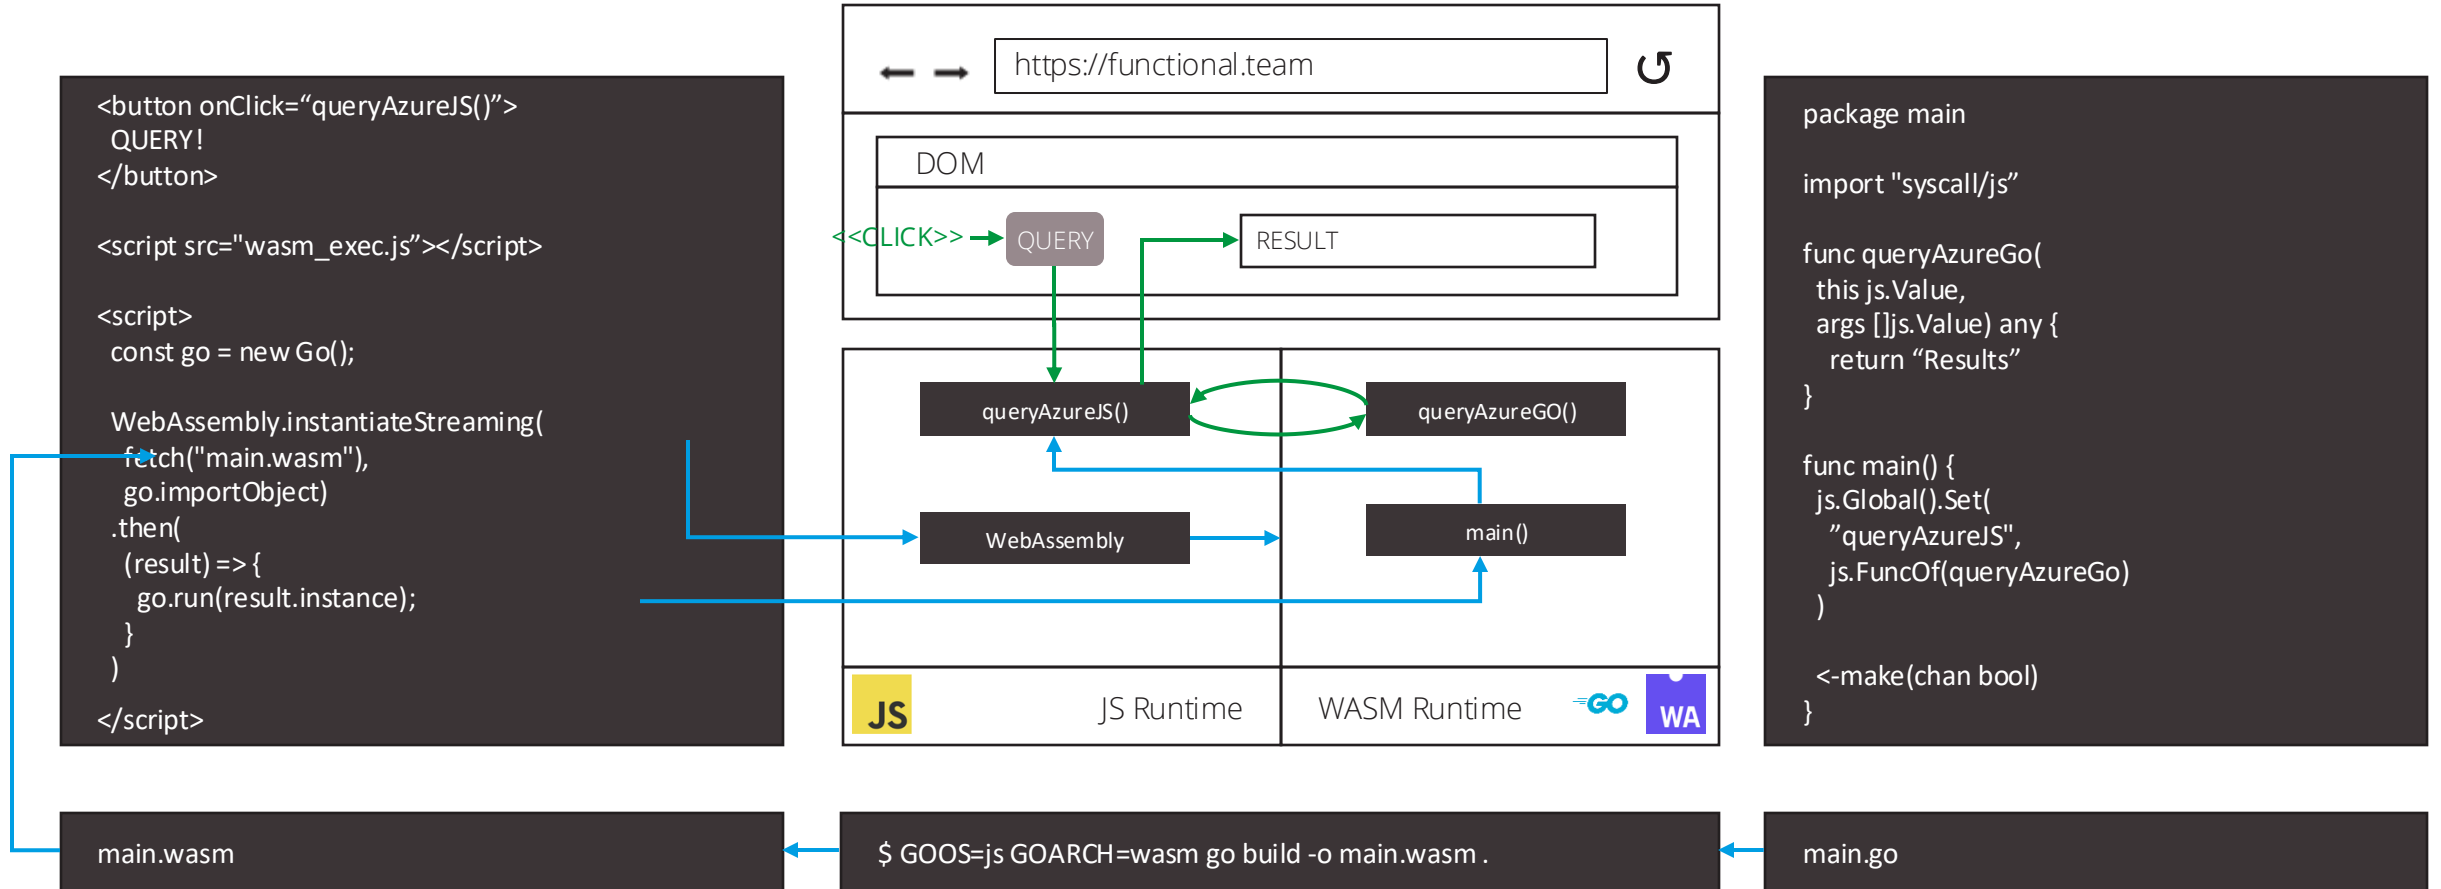 <button onClick=“queryAzureJS()”>
QUERY!
</button>
<script src="wasm_exec.js”></script>
<script>
const go = new Go();
WebAssembly.instantiateStreaming(
fetch("main.wasm"),
go.importObject)
.then(
(result) => {
go.run(result.instance);
}
)
</script>
https://functional.team
DOM
<<CLICK>>
QUERY
RESULT
queryAzureJS()
queryAzureGO()
WebAssembly
main()
JS
JS Runtime
WASM Runtime
GO
WA
package main
import "syscall/js”
func queryAzureGo(
this js.Value,
args []js.Value) any {
return “Results”
}
func main() {
js.Global().Set(
”queryAzureJS",
js.FuncOf(queryAzureGo)
)
<-make(chan bool)
}
main.wasm
$ GOOS=js GOARCH=wasm go build -o main.wasm .
main.go